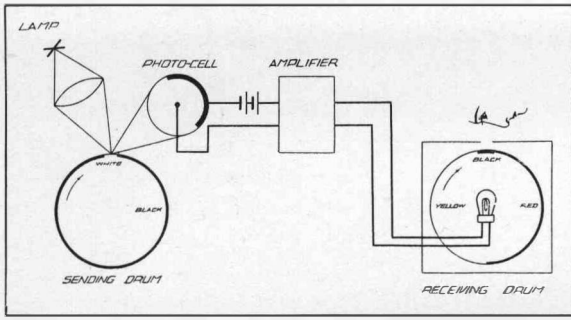 LAMP
PHOTO-CELL
AMPLIFIER
WHITE
BLACK
BLACK
YELLOW
RED
SENDING DRUM
RECEIVING DRUM